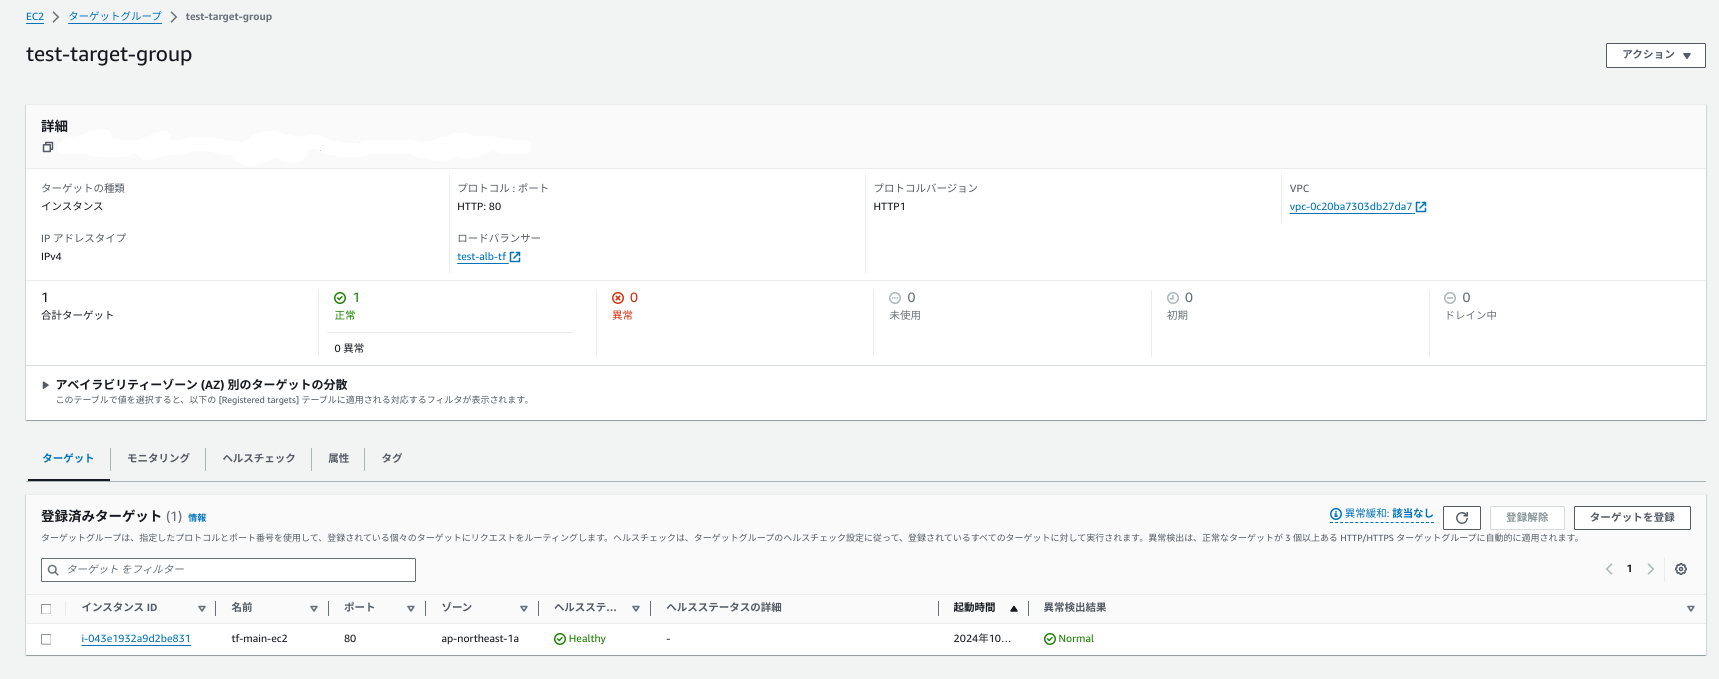 EC2 > ターゲットグループ > test-target-group
test-target-group
アクション ▼
詳細
ターゲットの種類
インスタンス
プロトコル : ポート
HTTP: 80
プロトコルバージョン
HTTP1
VPC
vpc-0c20ba7303db27da7
IP アドレスタイプ
IPv4
ロードバランサー
test-alb-tf
1
合計ターゲット
1
正常
0 異常
0
異常
0
未使用
0
初期
0
ドレイン中
アベイラビリティーゾーン (AZ) 別のターゲットの分散
このテーブルで値を選択すると、以下の [Registered targets] テーブルに適用される対応するフィルタが表示されます。
ターゲット モニタリング ヘルスチェック 属性 タグ
登録済みターゲット (1) 情報
異常緩和: 該当なし 登録解除 ターゲットを登録
ターゲットグループは、指定したプロトコルとポート番号を使用して、登録されている個々のターゲットにリクエストをルーティングします。ヘルスチェックは、ターゲットグループのヘルスチェック設定に従って、登録されているすべてのターゲットに対して実行されます。異常検出は、正常なターゲットが 3 個以上ある HTTP/HTTPS ターゲットグループに自動的に適用されます。
ターゲット をフィルター
< 1 >
インスタンス ID 名前 ポート ゾーン ヘルスステ... ヘルスステータスの詳細 起動時間 異常検出結果
i-043e1932a9d2be831 tf-main-ec2 80 ap-northeast-1a Healthy - 2024年10... Normal